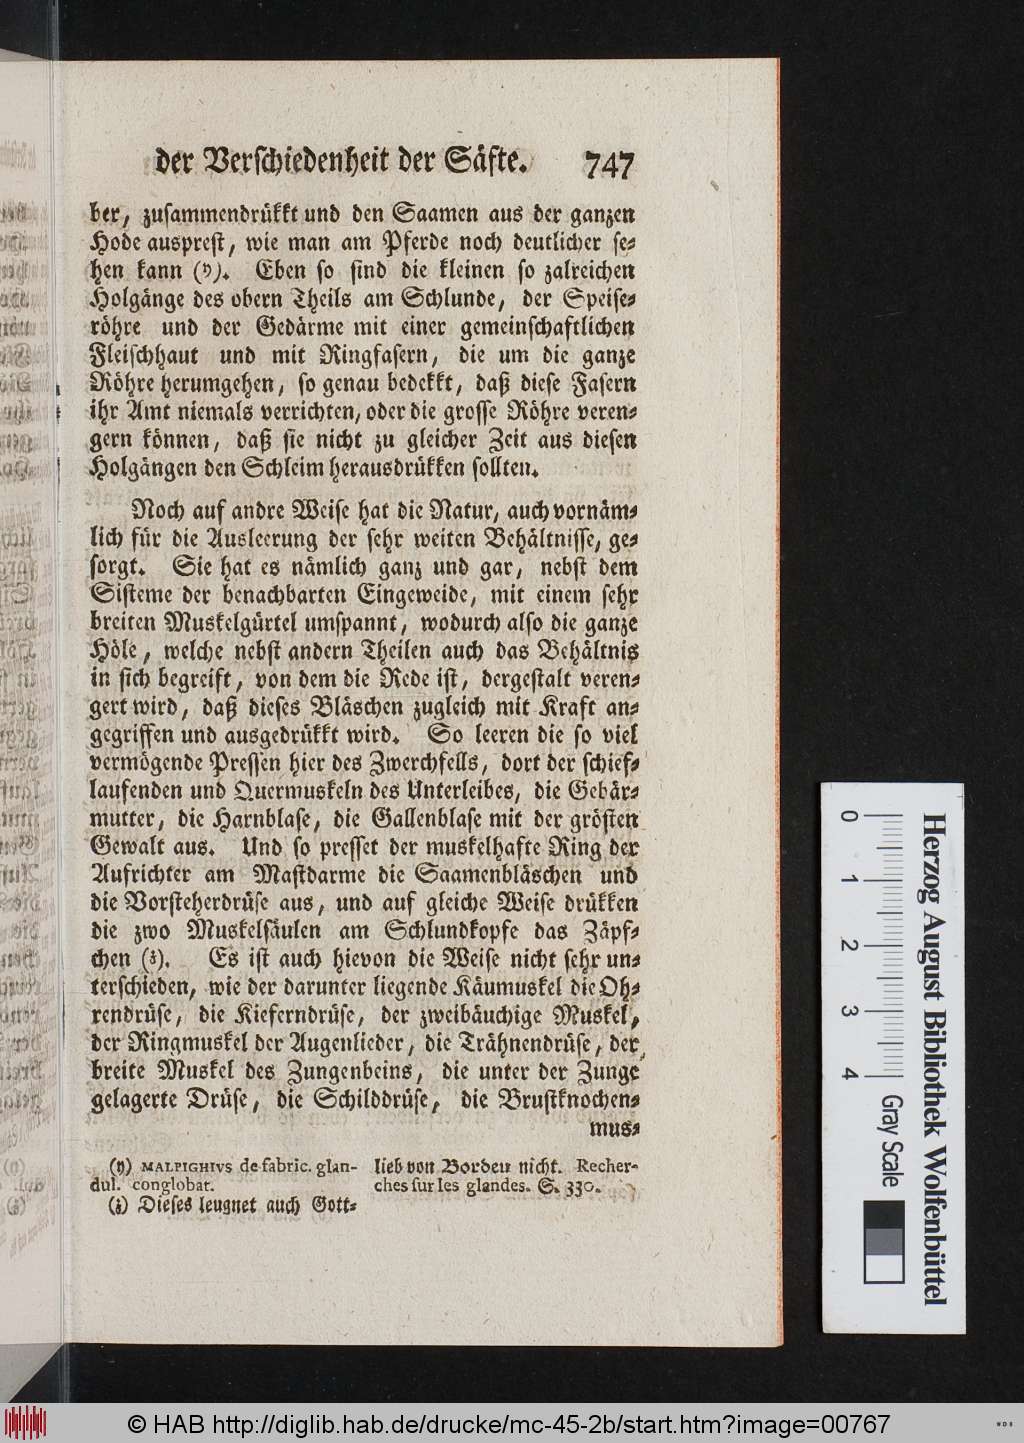 der Verschiedenheit der Säfte. 747
ber, zusammendrükkt und den Saamen aus der ganzen
Hode auspreßt, wie man am Pferde noch deutlicher se-
hen kann (y). Eben so sind die kleinen so zalreichen
Holgänge des obern Theils am Schlunde, der Speise-
röhre und der Gedärme mit einer gemeinschaftlichen
Fleischhaut und mit Ringfasern, die um die ganze
Röhre herumgehen, so genau bedekkt, daß diese Fasern
ihr Amt niemals verrichten, oder die grosse Röhre veren-
gern können, daß sie nicht zu gleicher Zeit aus diesen
Holgängen den Schleim herausdrükken sollten.
Noch auf andre Weise hat die Natur, auch vornäm-
lich für die Ausleerung der sehr weiten Behältnisse, ge-
sorgt. Sie hat es nämlich ganz und gar, nebst dem
Sisteme der benachbarten Eingeweide, mit einem sehr
breiten Muskelgürtel umspannt, wodurch also die ganze
Höle, welche nebst andern Theilen auch das Behältnis
in sich begreift, von dem die Rede ist, dergestalt veren-
gert wird, daß dieses Bläschen zugleich mit Kraft an-
gegriffen und ausgedrükkt wird. So leeren die so viel
vermögende Pressen hier des Zwerchfells, dort der schief-
laufenden und Quermuskeln des Unterleibes, die Gebär-
mutter, die Harnblase, die Gallenblase mit der grösten
Gewalt aus. Und so presset der muskelhafte Ring der
Aufrichter am Mastdarme die Saamenbläschen und
die Vorsteherdrüse aus, und auf gleiche Weise drükken
die zwo Muskelsäulen am Schlundkopfe das Zäpf-
chen (z). Es ist auch hievon die Weise nicht sehr un-
terschieden, wie der darunter liegende Käumuskel die Oh-
rendrüse, die Kieferndrüse, der zweibäuchige Muskel,
der Ringmuskel der Augenlieder, die Trähnendrüse, der
breite Muskel des Zungenbeins, die unter der Zunge
gelagerte Drüse, die Schilddrüse, die Brustknochen-
mus-
(y) MALPIGHIVS de fabric. glan-
dul. conglobat.
(z) Dieses leugnet auch Gott-
lieb von Bordeu nicht. Recher-
ches sur les glandes. S. 330.
0 1 2 3 4 Gray Scale
Herzog August Bibliothek Wolfenbüttel
© HAB http://diglib.hab.de/drucke/mc-45-2b/start.htm?image=00767